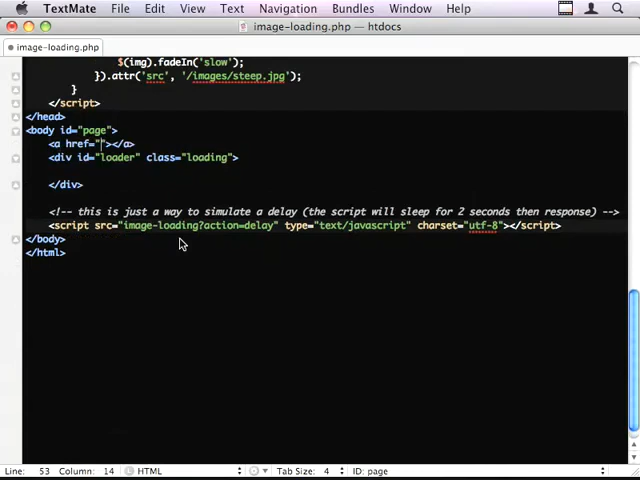 TextMate File Edit View Text Navigation Bundles Window Help
image-loading.php — htdocs
image-loading.php
$(img).fadeIn('slow');
}).attr('src', '/images/steep.jpg');
}
</script>
</head>
<body id="page">
<a href=""></a>
<div id="loader" class="loading">
</div>
<!-- this is just a way to simulate a delay (the script will sleep for 2 seconds then response) -->
<script src="image-loading?action=delay" type="text/javascript" charset="utf-8"></script>
</body>
</html>
Line: 53 Column: 14 HTML Tab Size: 4 ID: page